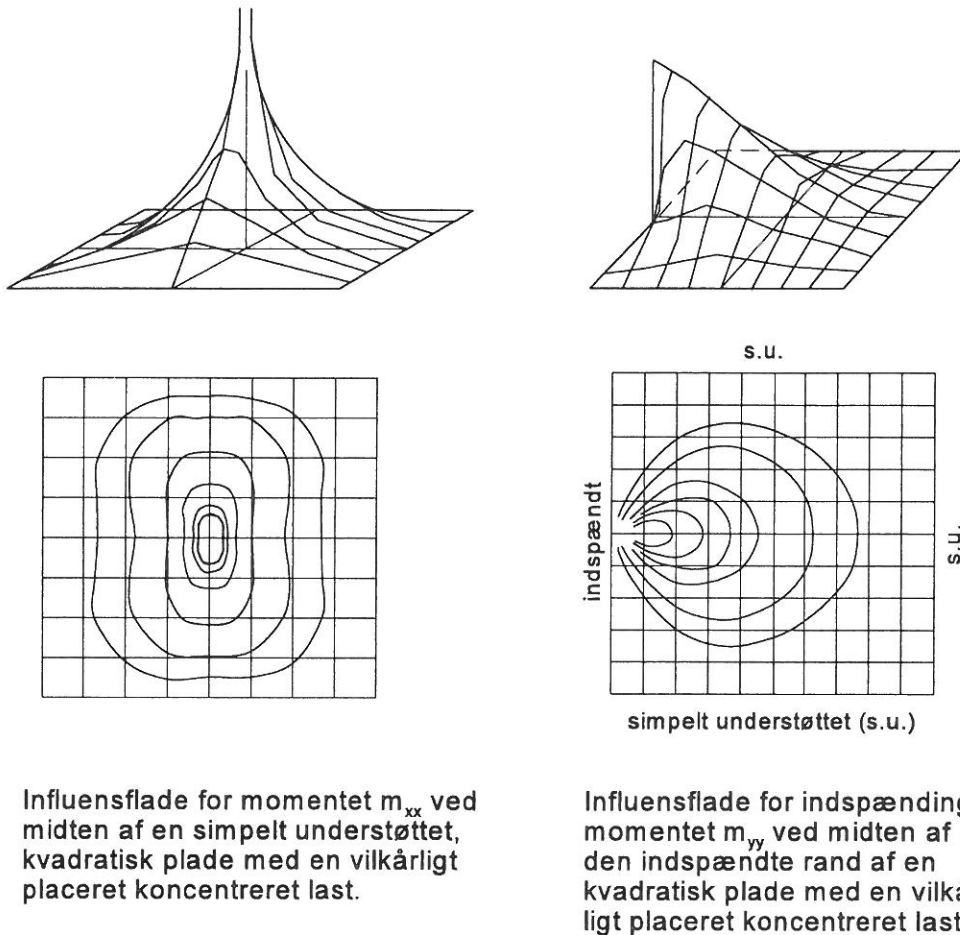 s.u.
indspændt
s.u.
simpelt understøttet (s.u.)
Influensflade for momentet m_xx ved
midten af en simpelt understøttet,
kvadratisk plade med en vilkårligt
placeret koncentreret last.
Influensflade for indspænding
momentet m_yy ved midten af
den indspændte rand af en
kvadratisk plade med en vilkå
ligt placeret koncentreret last